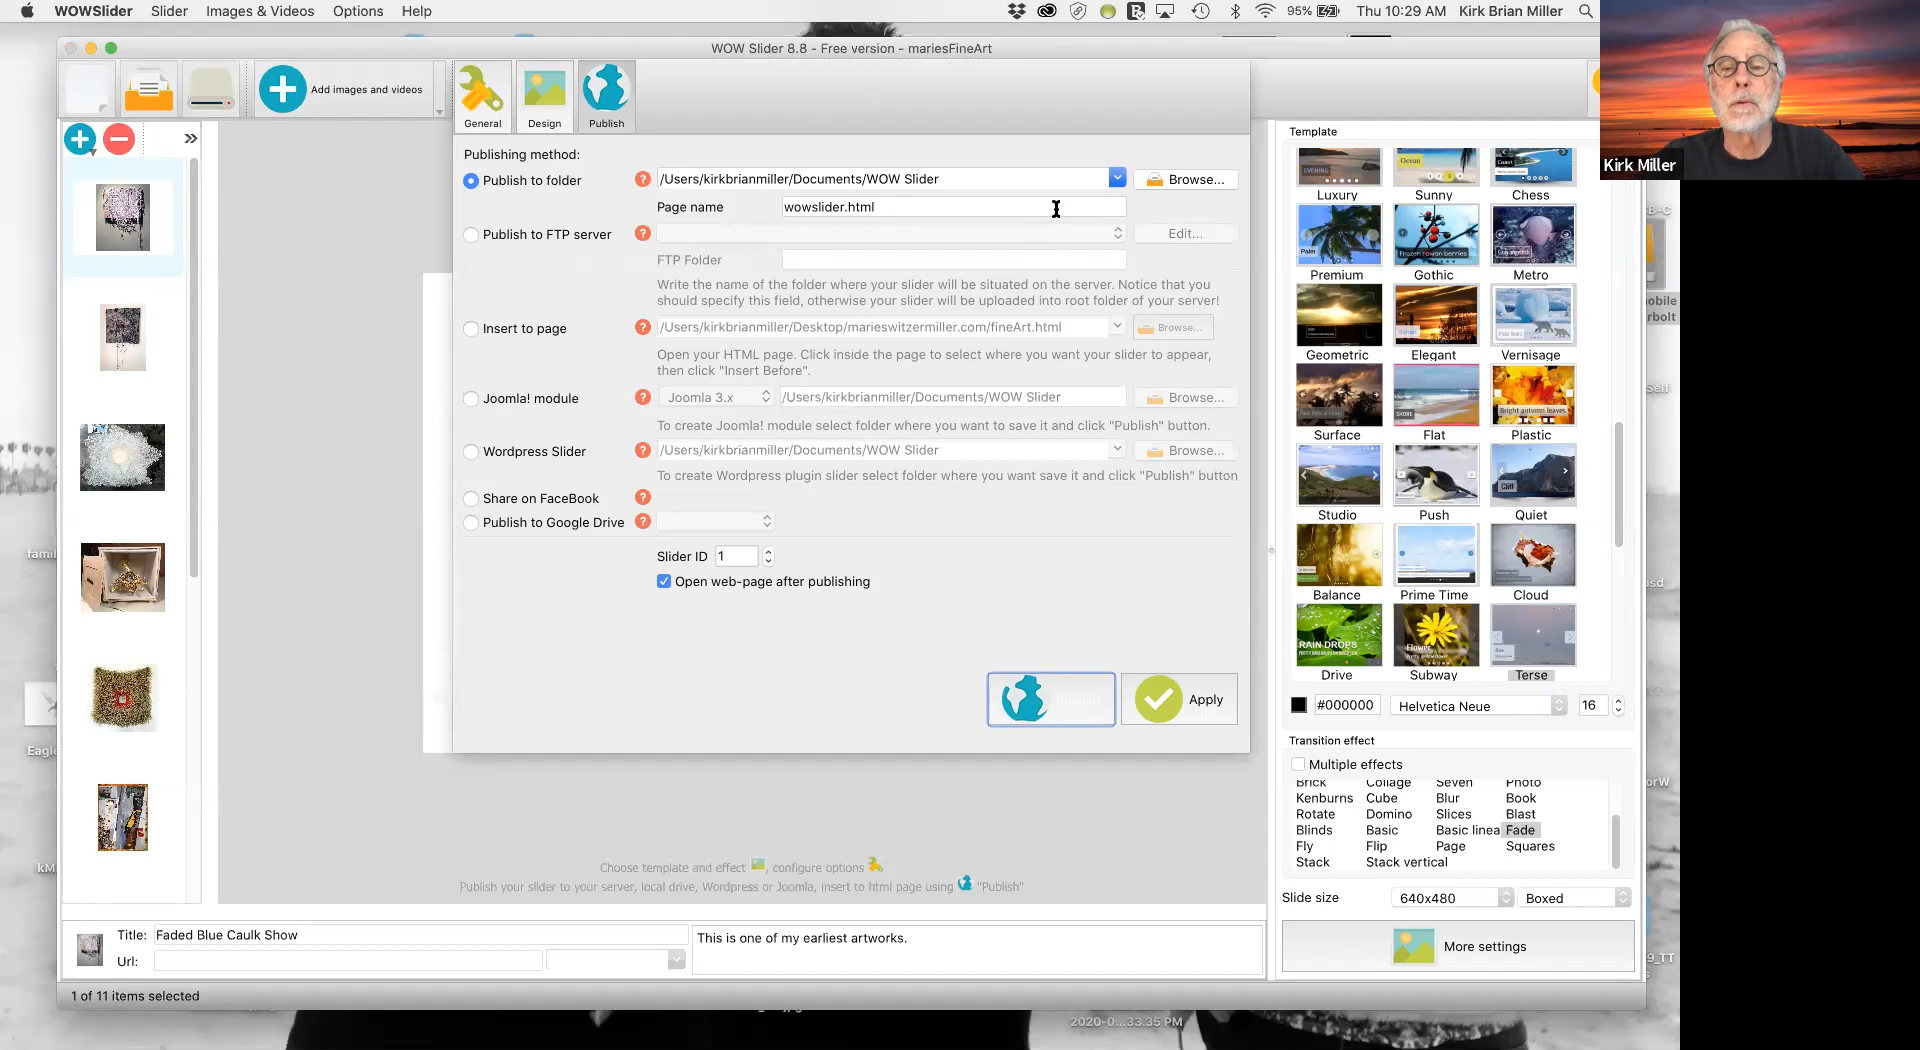 WOWSlider Slider Images & Videos Options Help
95% Thu 10:29 AM Kirk Brian Miller
WOW Slider 8.8 - Free version - mariesFineArt
Add images and videos
General
Design
Publish
Publishing method:
Publish to folder
? /Users/kirkbrianmiller/Documents/WOW Slider
Browse...
Page name wowslider.html
Publish to FTP server
?
Edit...
FTP Folder
Write the name of the folder where your slider will be situated on the server. Notice that you
should specify this field, otherwise your slider will be uploaded into root folder of your server!
Insert to page
? /Users/kirkbrianmiller/Desktop/marieswitzermiller.com/fineArt.html
Browse...
Open your HTML page. Click inside the page to select where you want your slider to appear,
then click "Insert Before".
Joomla! module
? Joomla 3.x /Users/kirkbrianmiller/Documents/WOW Slider
Browse...
To create Joomla! module select folder where you want to save it and click "Publish" button.
Wordpress Slider
? /Users/kirkbrianmiller/Documents/WOW Slider
Browse...
To create Wordpress plugin slider select folder where you want save it and click "Publish" button
Share on FaceBook
?
Publish to Google Drive
?
Slider ID 1
Open web-page after publishing
Apply
Choose template and effect , configure options
Publish your slider to your server, local drive, Wordpress or Joomla, insert to html page using "Publish"
Template
Luxury Sunny Chess
Premium Gothic Metro
Geometric Elegant Vernisage
Surface Flat Plastic
Studio Push Quiet
Balance Prime Time Cloud
Drive Subway Terse
#000000 Helvetica Neue 16
Transition effect
Multiple effects
Brick Collage Seven Photo
Kenburns Cube Blur Book
Rotate Domino Slices Blast
Blinds Basic Basic linea Fade
Fly Flip Page Squares
Stack Stack vertical
Slide size 640x480 Boxed
More settings
Title: Faded Blue Caulk Show
Url:
This is one of my earliest artworks.
1 of 11 items selected
Kirk Miller
2020-0...33.35 PM